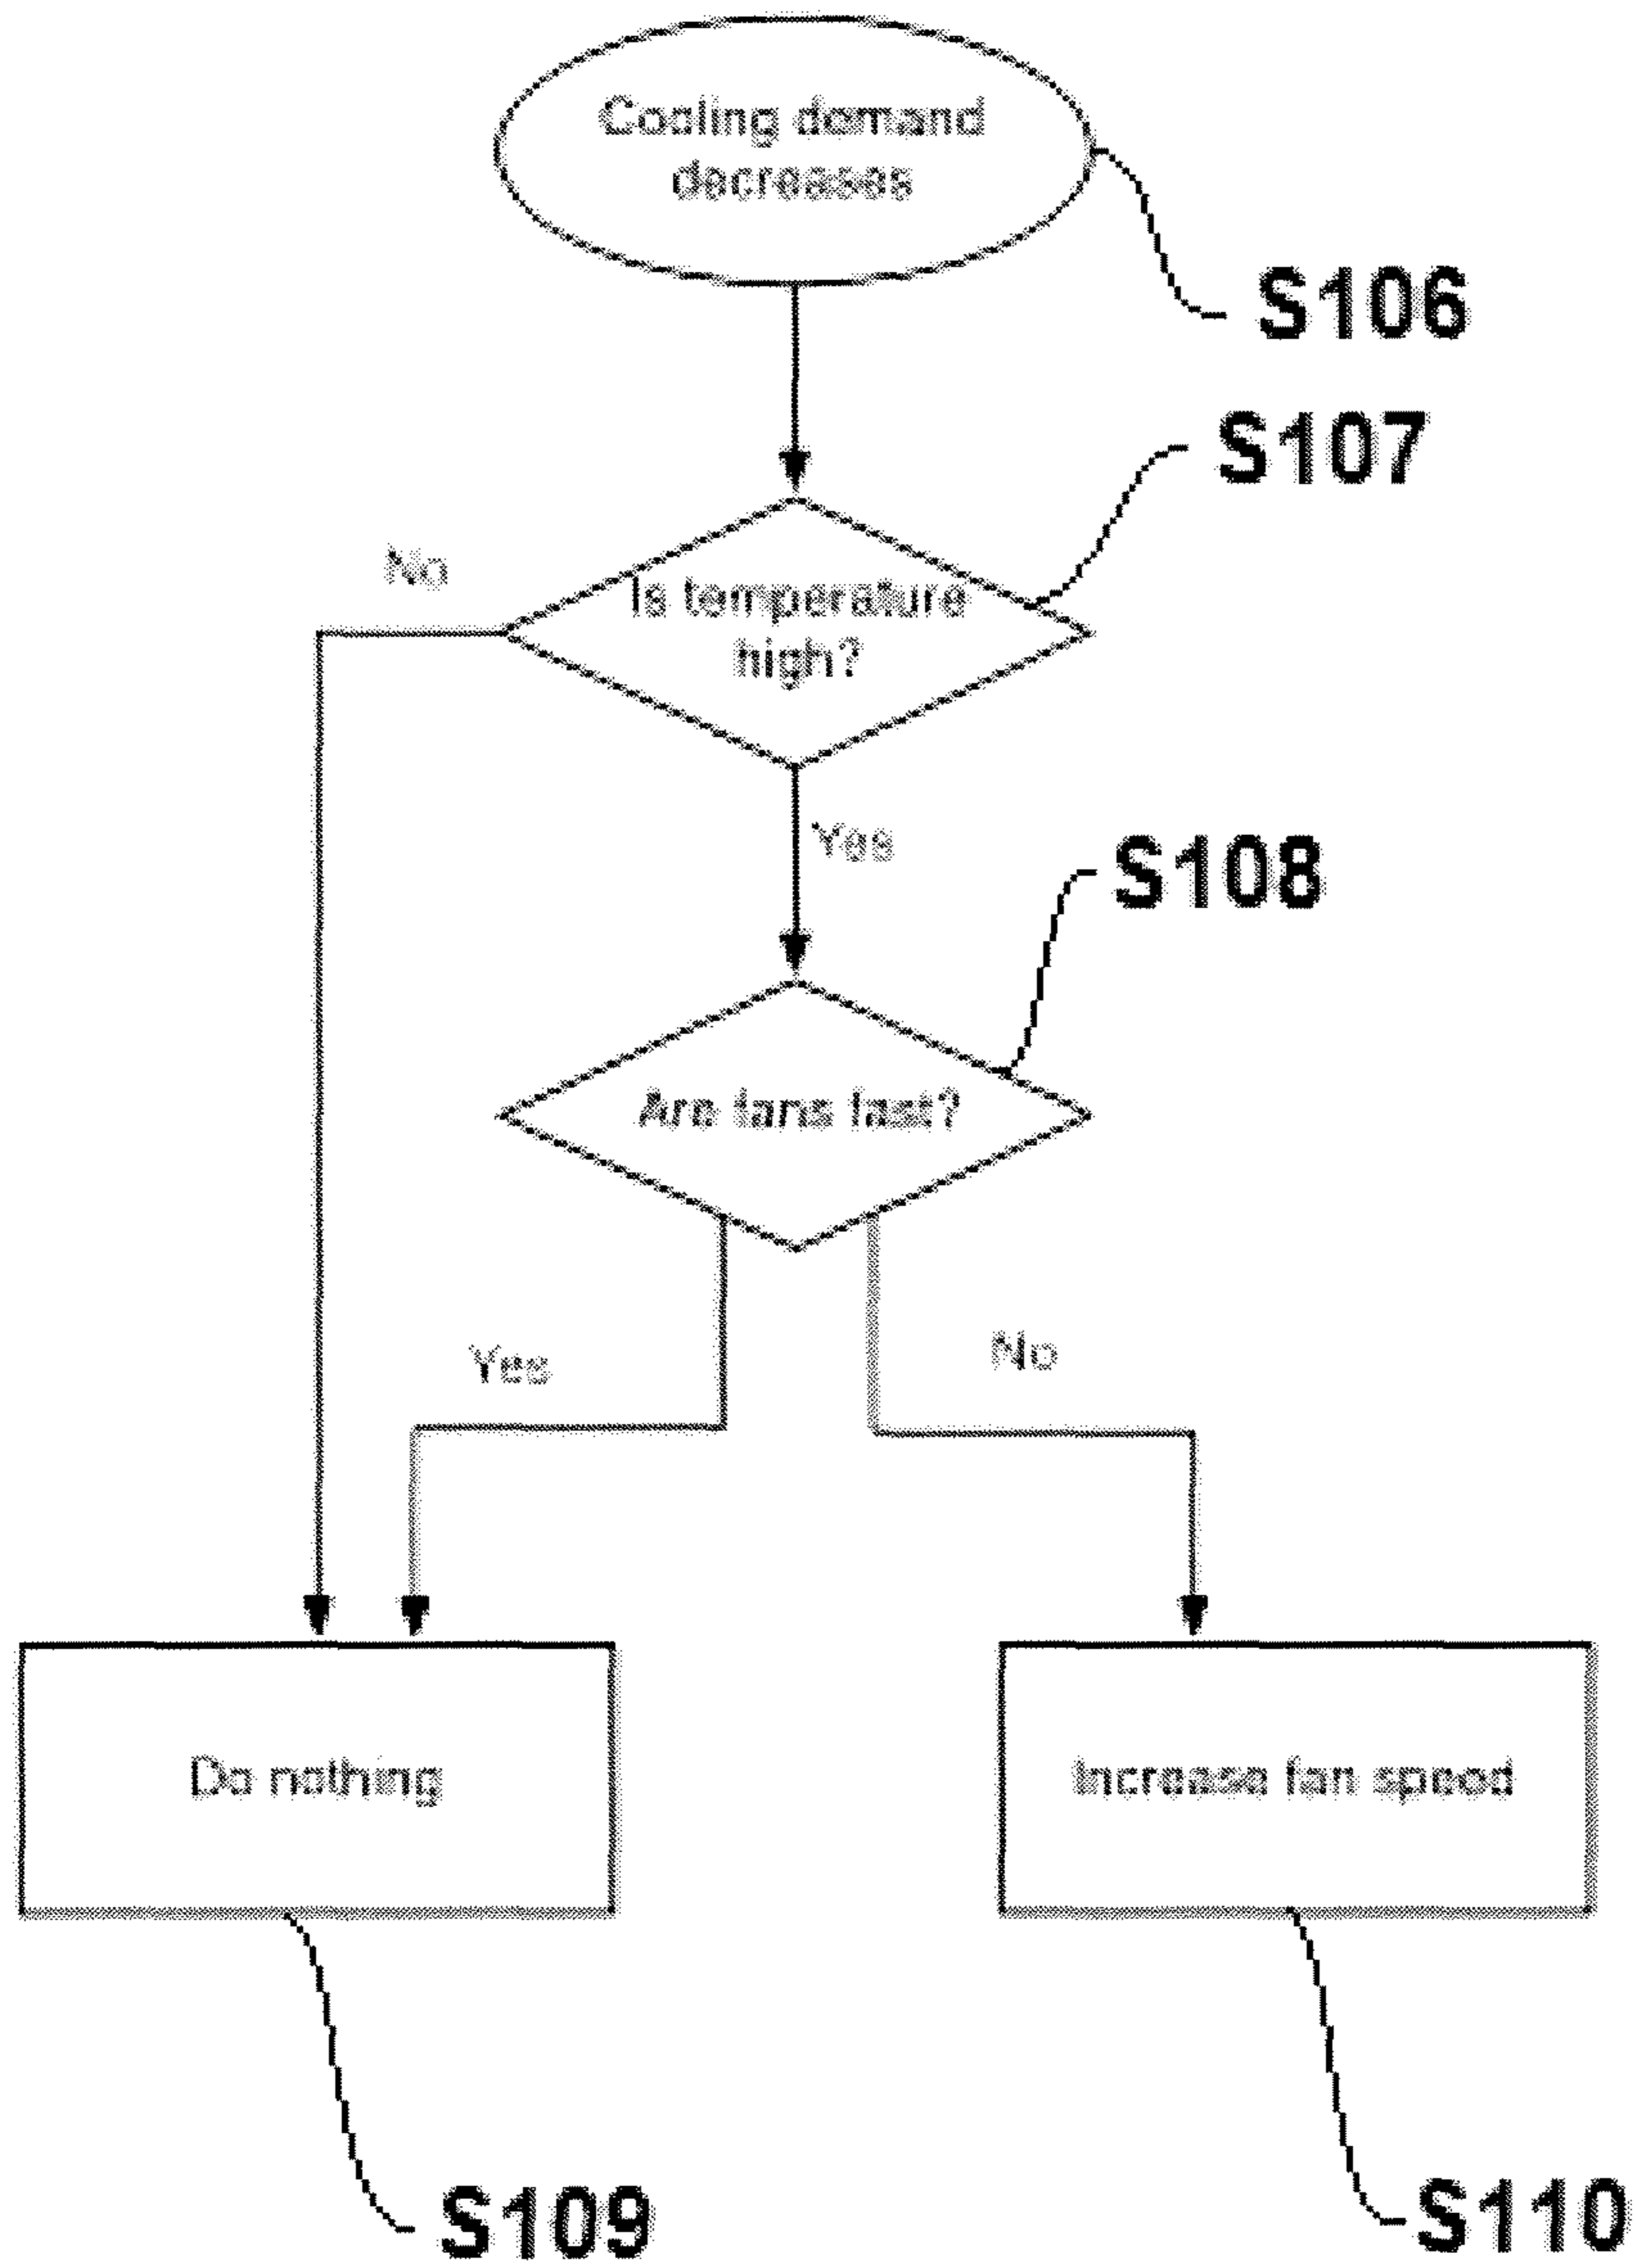 Cooling demand
decreases
S106
S107
No
Is temperature
high?
Yes
S108
Are fans fast?
Yes
No
Do nothing
Increase fan speed
S109
S110